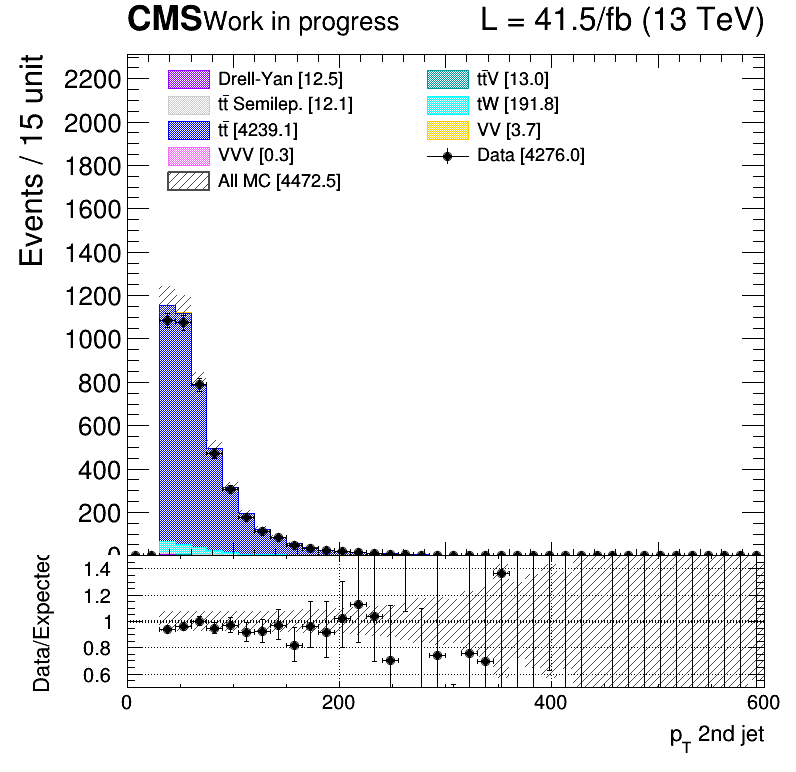 CMS Work in progress L = 41.5/fb (13 TeV)
Drell-Yan [12.5] tt̄V [13.0]
tt̄ Semilep. [12.1] tW [191.8]
tt̄ [4239.1] VV [3.7]
VVV [0.3] Data [4276.0]
All MC [4472.5]
Events / 15 unit
2200
2000
1800
1600
1400
1200
1000
800
600
400
200
0
Data/Expected
1.4
1.2
1
0.8
0.6
0 200 400 600
p_T 2nd jet